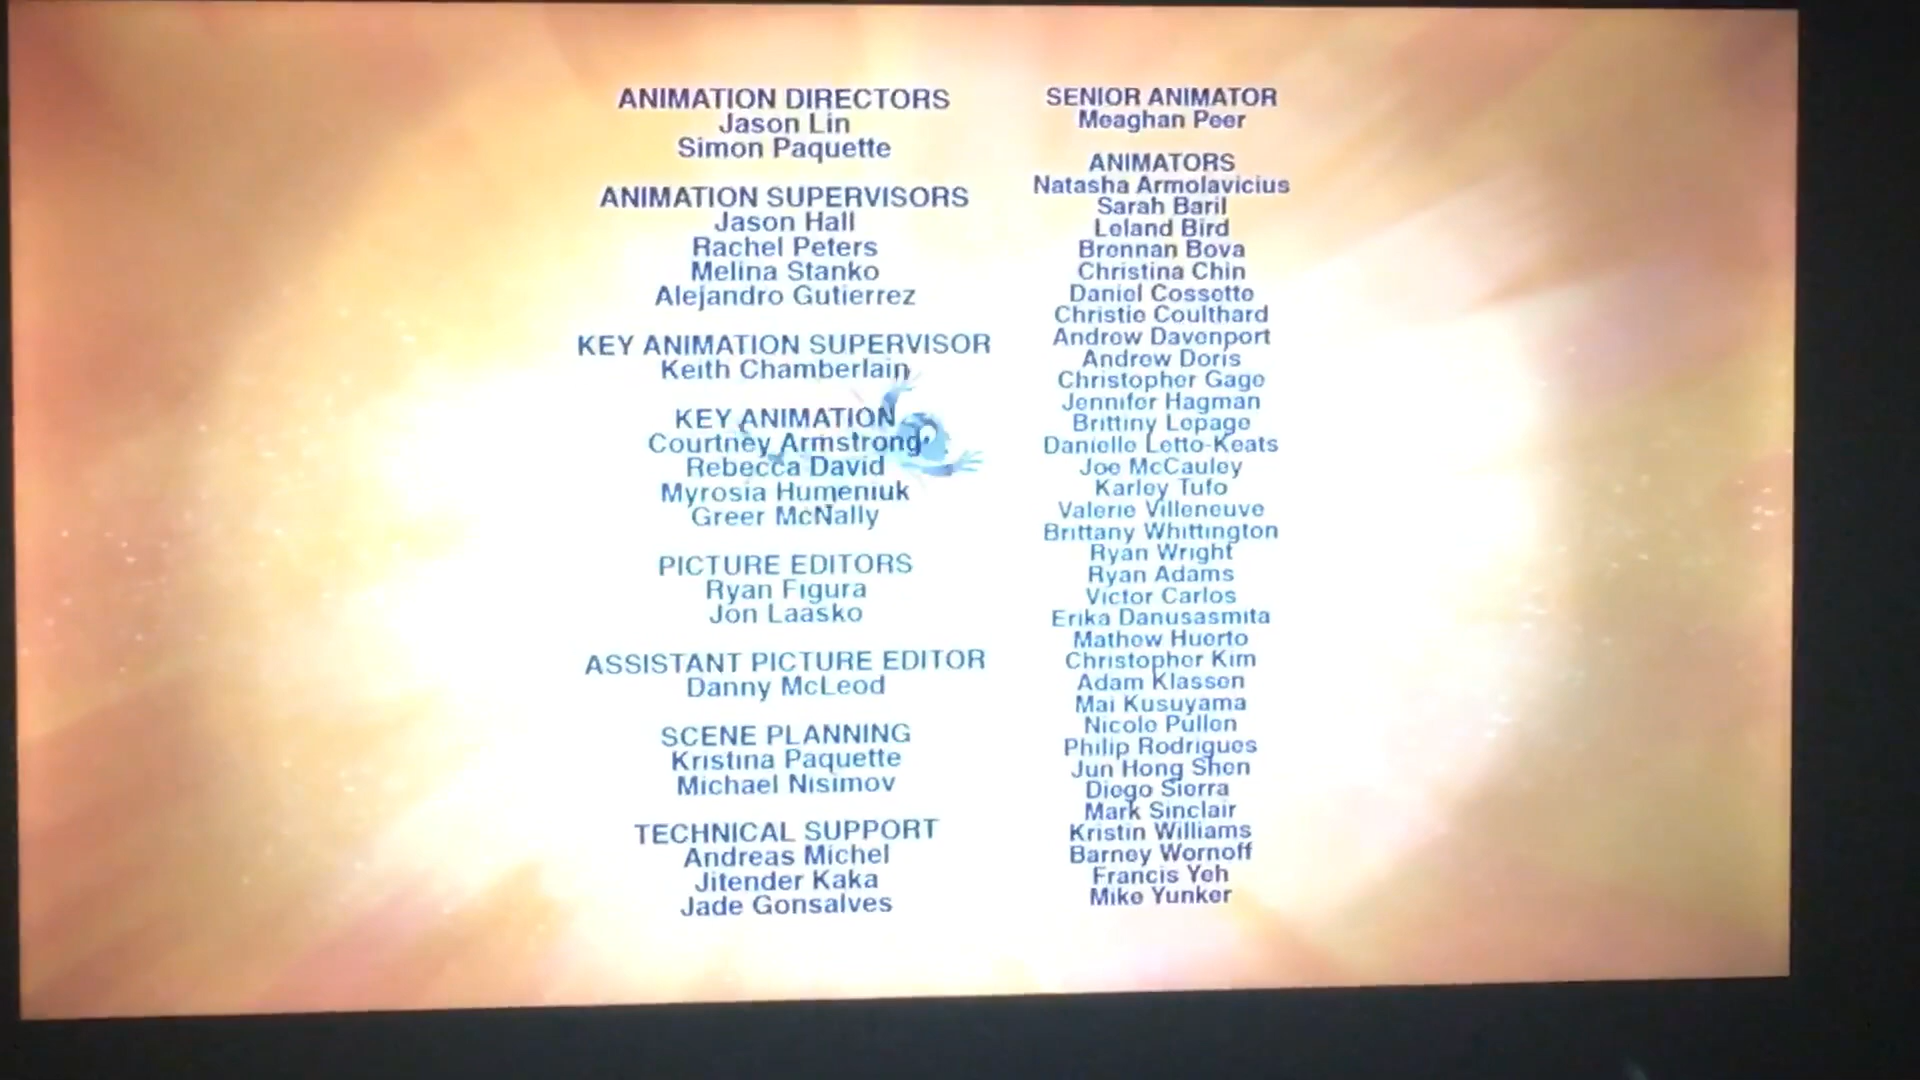 ANIMATION DIRECTORS
Jason Lin
Simon Paquette
ANIMATION SUPERVISORS
Jason Hall
Rachel Peters
Melina Stanko
Alejandro Gutierrez
KEY ANIMATION SUPERVISOR
Keith Chamberlain
KEY ANIMATION
Courtney Armstrong
Rebecca David
Myrosia Humeniuk
Greer McNally
PICTURE EDITORS
Ryan Figura
Jon Laasko
ASSISTANT PICTURE EDITOR
Danny McLeod
SCENE PLANNING
Kristina Paquette
Michael Nisimov
TECHNICAL SUPPORT
Andreas Michel
Jitender Kaka
Jade Gonsalves
SENIOR ANIMATOR
Meaghan Peer
ANIMATORS
Natasha Armolavicius
Sarah Baril
Leland Bird
Brennan Bova
Christina Chin
Daniel Cossette
Christie Coulthard
Andrew Davenport
Andrew Doris
Christopher Gage
Jennifer Hagman
Brittiny Lepage
Danielle Letto-Keats
Joe McCauley
Karley Tufo
Valerie Villeneuve
Brittany Whittington
Ryan Wright
Ryan Adams
Victor Carlos
Erika Danusasmita
Mathew Huerto
Christopher Kim
Adam Klassen
Mai Kusuyama
Nicole Pullen
Philip Rodrigues
Jun Hong Shen
Diego Sierra
Mark Sinclair
Kristin Williams
Barney Wornoff
Francis Yeh
Mike Yunker